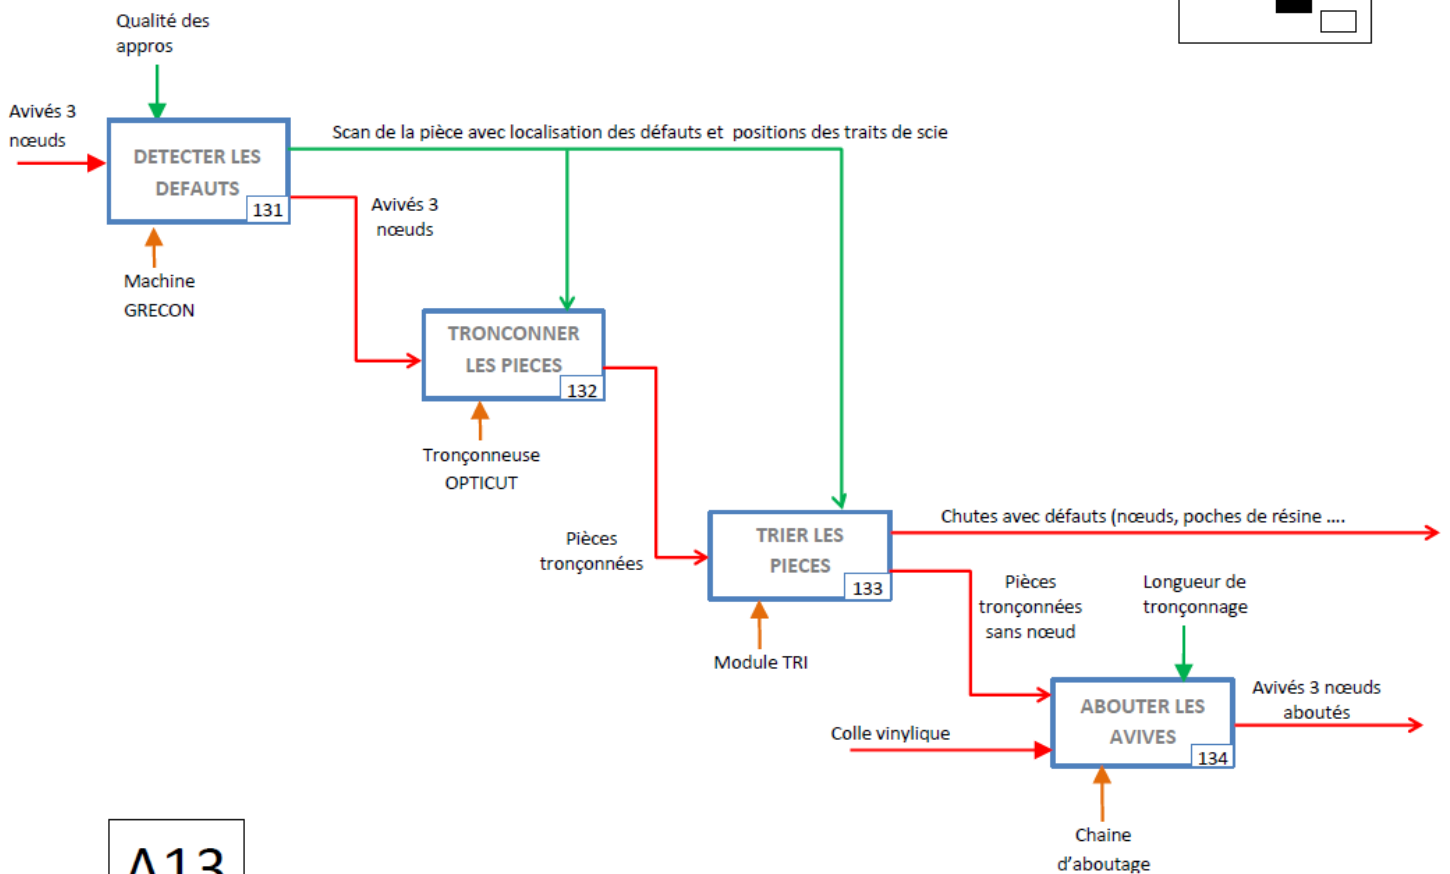 Qualité des
appros
Avivés 3
nœuds
Scan de la pièce avec localisation des défauts et positions des traits de scie
DETECTER LES
DEFAUTS
131
Avivés 3
nœuds
Machine
GRECON
TRONCONNER
LES PIECES
132
Tronçonneuse
OPTICUT
Chutes avec défauts (nœuds, poches de résine ....
TRIER LES
PIECES
133
Pièces
tronçonnées
Pièces
tronçonnées
sans nœud
Longueur de
tronçonnage
Module TRI
ABOUTER LES
AVIVES
134
Avivés 3 nœuds
aboutés
Colle vinylique
Chaine
d'aboutage
A13